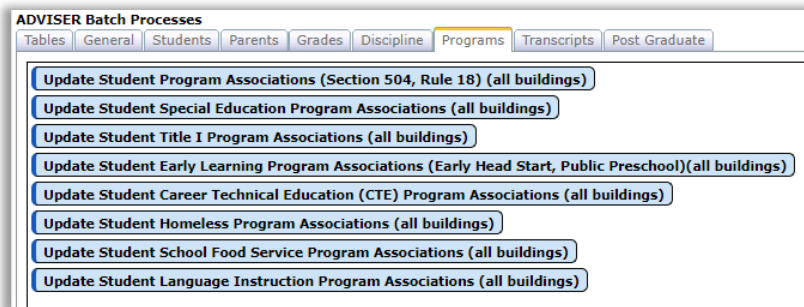 ADVISER Batch Processes
Tables General Students Parents Grades Discipline Programs Transcripts Post Graduate
Update Student Program Associations (Section 504, Rule 18) (all buildings)
Update Student Special Education Program Associations (all buildings)
Update Student Title I Program Associations (all buildings)
Update Student Early Learning Program Associations (Early Head Start, Public Preschool)(all buildings)
Update Student Career Technical Education (CTE) Program Associations (all buildings)
Update Student Homeless Program Associations (all buildings)
Update Student School Food Service Program Associations (all buildings)
Update Student Language Instruction Program Associations (all buildings)